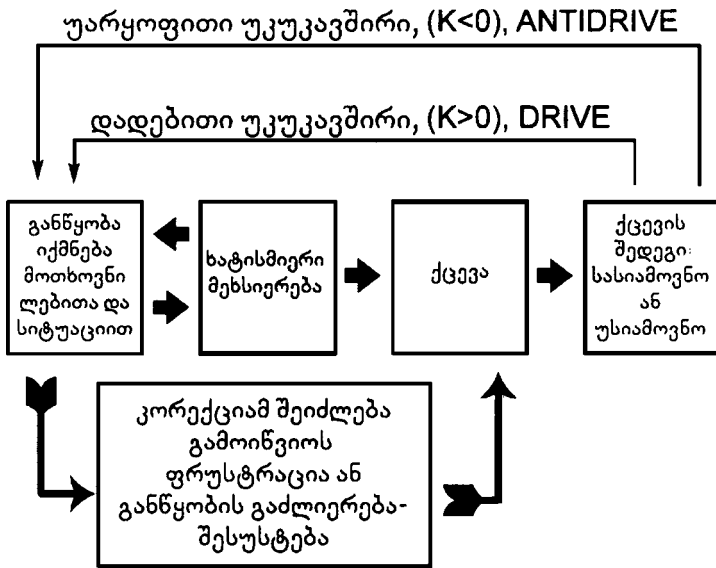 უარყოფითი უკუკავშირი, (K<0), ANTIDRIVE
დადებითი უკუკავშირი, (K>0), DRIVE
განწყობა
იქმნება
მოთხოვნი
ლებითა და
სიტუაციით
ხატისმიერი
მეხსიერება
ქცევა
ქცევის
შედეგი:
სასიამოვნო
ან
უსიამოვნო
კორექციამ შეიძლება
გამოიწვიოს
ფრუსტრაცია ან
განწყობის გაძლიერება-
შესუსტება